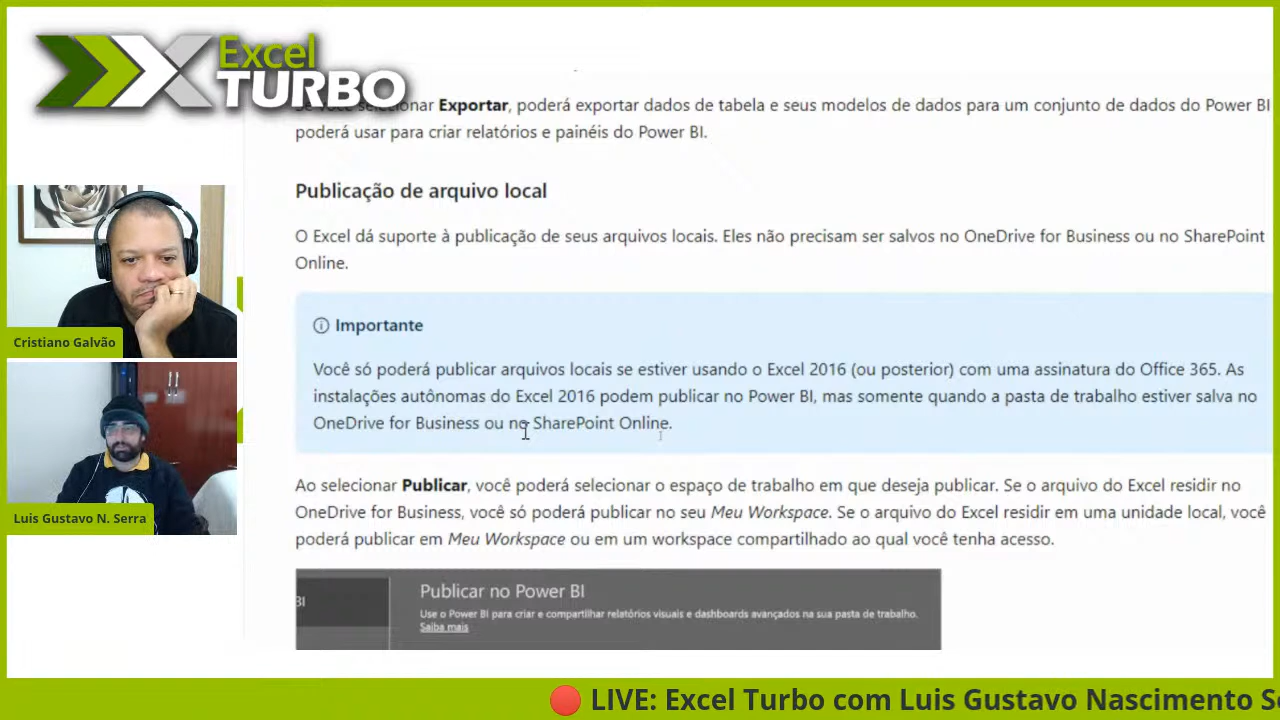 Excel
TURBO
Se você selecionar Exportar, poderá exportar dados de tabela e seus modelos de dados para um conjunto de dados do Power BI
poderá usar para criar relatórios e painéis do Power BI.
Publicação de arquivo local
O Excel dá suporte à publicação de seus arquivos locais. Eles não precisam ser salvos no OneDrive for Business ou no SharePoint
Online.
Importante
Você só poderá publicar arquivos locais se estiver usando o Excel 2016 (ou posterior) com uma assinatura do Office 365. As
instalações autônomas do Excel 2016 podem publicar no Power BI, mas somente quando a pasta de trabalho estiver salva no
OneDrive for Business ou no SharePoint Online.
Ao selecionar Publicar, você poderá selecionar o espaço de trabalho em que deseja publicar. Se o arquivo do Excel residir no
OneDrive for Business, você só poderá publicar no seu Meu Workspace. Se o arquivo do Excel residir em uma unidade local, você
poderá publicar em Meu Workspace ou em um workspace compartilhado ao qual você tenha acesso.
BI
Publicar no Power BI
Use o Power BI para criar e compartilhar relatórios visuais e dashboards avançados na sua pasta de trabalho.
Saiba mais
Cristiano Galvão
Luis Gustavo N. Serra
LIVE: Excel Turbo com Luis Gustavo Nascimento S